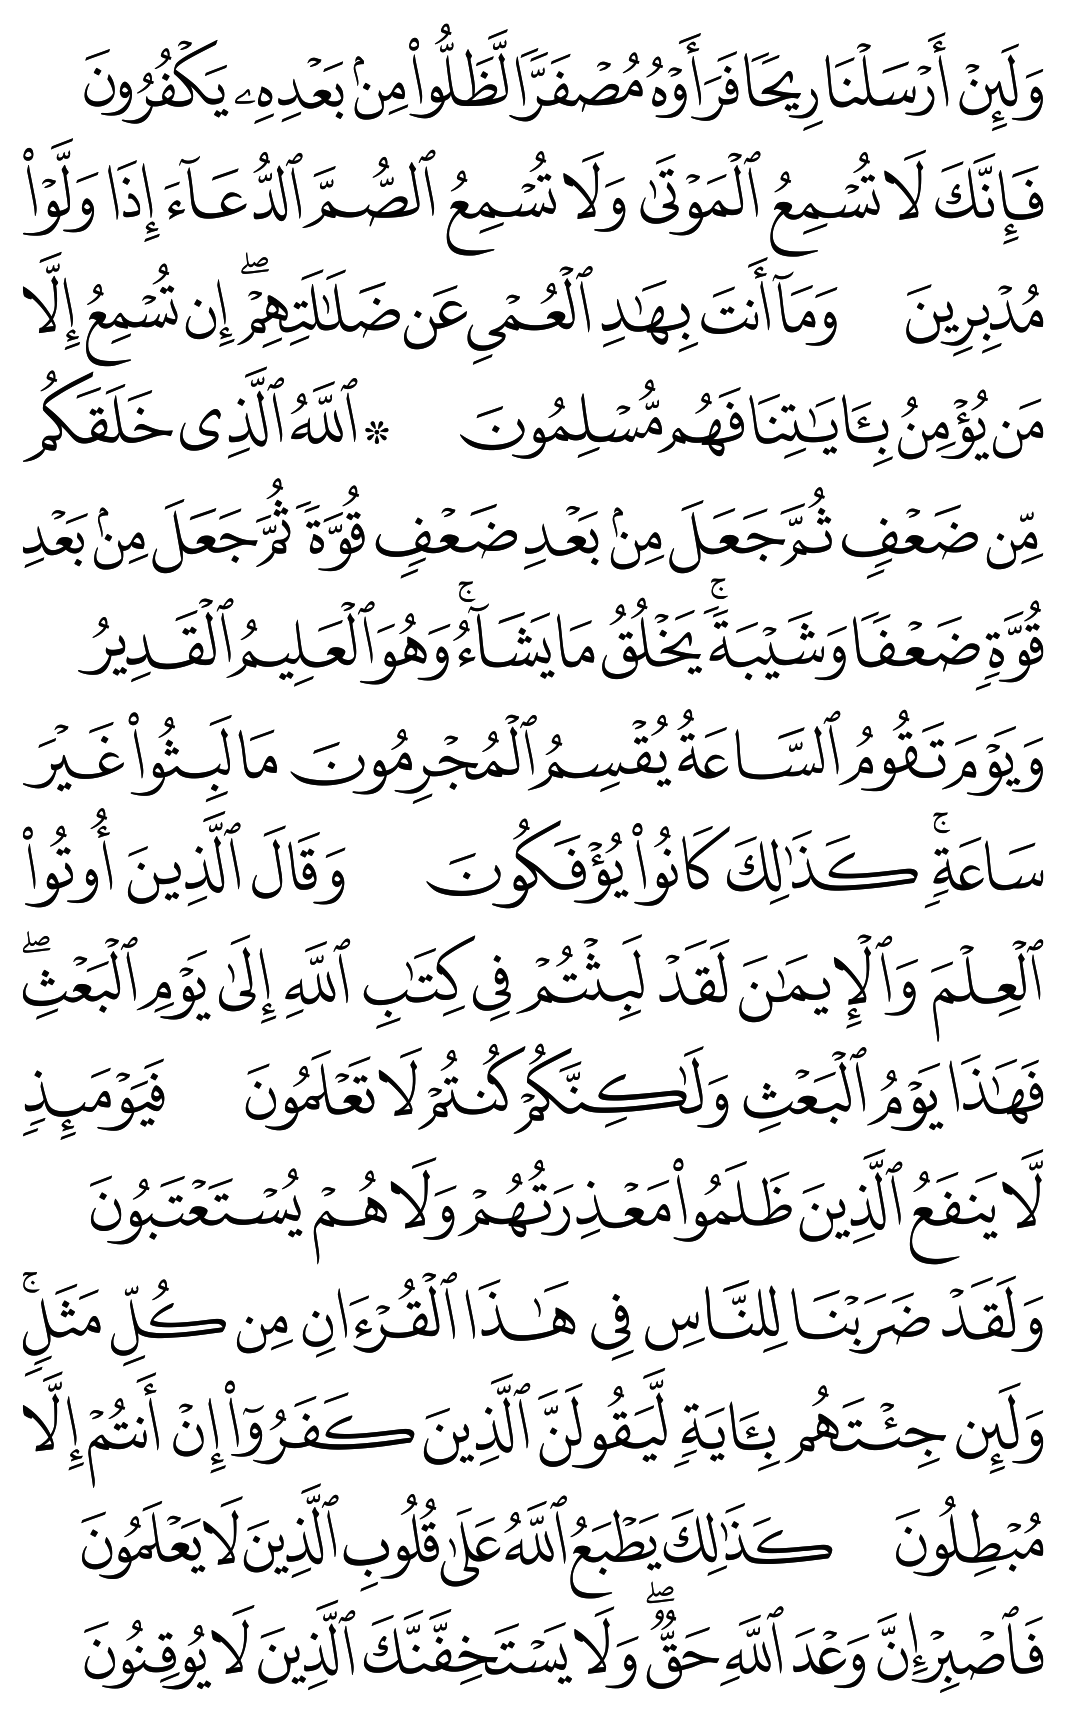 وَلَئِنْ أَرْسَلْنَا رِيحًا فَرَأَوْهُ مُصْفَرًّا لَّظَلُّوا۟ مِنۢ بَعْدِهِۦ يَكْفُرُونَ
فَإِنَّكَ لَا تُسْمِعُ ٱلْمَوْتَىٰ وَلَا تُسْمِعُ ٱلصُّمَّ ٱلدُّعَآءَ إِذَا وَلَّوْا۟
مُدْبِرِينَ وَمَآ أَنتَ بِهَـٰدِ ٱلْعُمْىِ عَن ضَلَـٰلَتِهِمْ ۖ إِن تُسْمِعُ إِلَّا
مَن يُؤْمِنُ بِـَٔايَـٰتِنَا فَهُم مُّسْلِمُونَ ۞ ٱللَّهُ ٱلَّذِى خَلَقَكُم
مِّن ضَعْفٍ ثُمَّ جَعَلَ مِنۢ بَعْدِ ضَعْفٍ قُوَّةً ثُمَّ جَعَلَ مِنۢ بَعْدِ
قُوَّةٍ ضَعْفًا وَشَيْبَةً ۚ يَخْلُقُ مَا يَشَآءُ ۚ وَهُوَ ٱلْعَلِيمُ ٱلْقَدِيرُ
وَيَوْمَ تَقُومُ ٱلسَّاعَةُ يُقْسِمُ ٱلْمُجْرِمُونَ مَا لَبِثُوا۟ غَيْرَ
سَاعَةٍ ۚ كَذَٰلِكَ كَانُوا۟ يُؤْفَكُونَ وَقَالَ ٱلَّذِينَ أُوتُوا۟
ٱلْعِلْمَ وَٱلْإِيمَـٰنَ لَقَدْ لَبِثْتُمْ فِى كِتَـٰبِ ٱللَّهِ إِلَىٰ يَوْمِ ٱلْبَعْثِ ۖ
فَهَـٰذَا يَوْمُ ٱلْبَعْثِ وَلَـٰكِنَّكُمْ كُنتُمْ لَا تَعْلَمُونَ فَيَوْمَئِذٍ
لَّا يَنفَعُ ٱلَّذِينَ ظَلَمُوا۟ مَعْذِرَتُهُمْ وَلَا هُمْ يُسْتَعْتَبُونَ
وَلَقَدْ ضَرَبْنَا لِلنَّاسِ فِى هَـٰذَا ٱلْقُرْءَانِ مِن كُلِّ مَثَلٍ ۚ
وَلَئِن جِئْتَهُم بِـَٔايَةٍ لَّيَقُولَنَّ ٱلَّذِينَ كَفَرُوٓا۟ إِنْ أَنتُمْ إِلَّا
مُبْطِلُونَ كَذَٰلِكَ يَطْبَعُ ٱللَّهُ عَلَىٰ قُلُوبِ ٱلَّذِينَ لَا يَعْلَمُونَ
فَٱصْبِرْ إِنَّ وَعْدَ ٱللَّهِ حَقٌّ ۖ وَلَا يَسْتَخِفَّنَّكَ ٱلَّذِينَ لَا يُوقِنُونَ